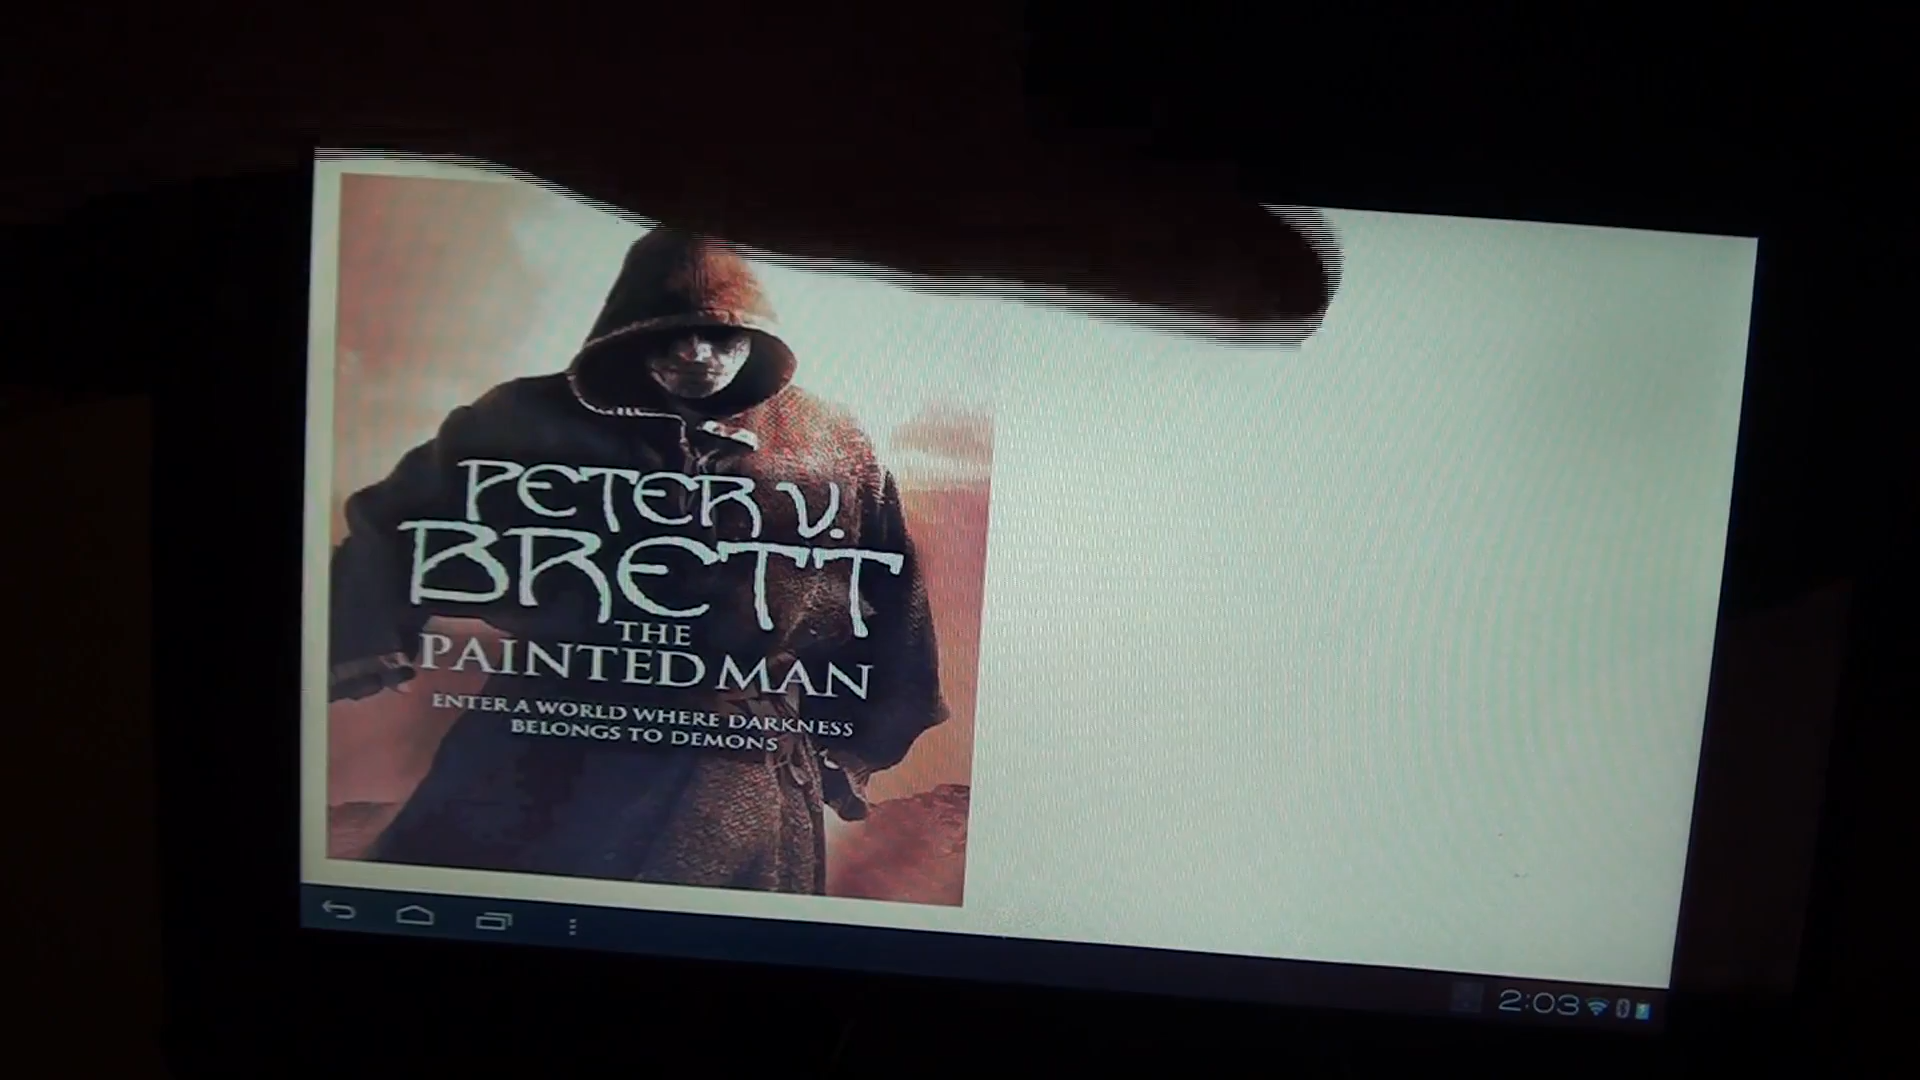 PETER V.
BRETT
THE
PAINTED MAN
ENTER A WORLD WHERE DARKNESS
BELONGS TO DEMONS
2:03